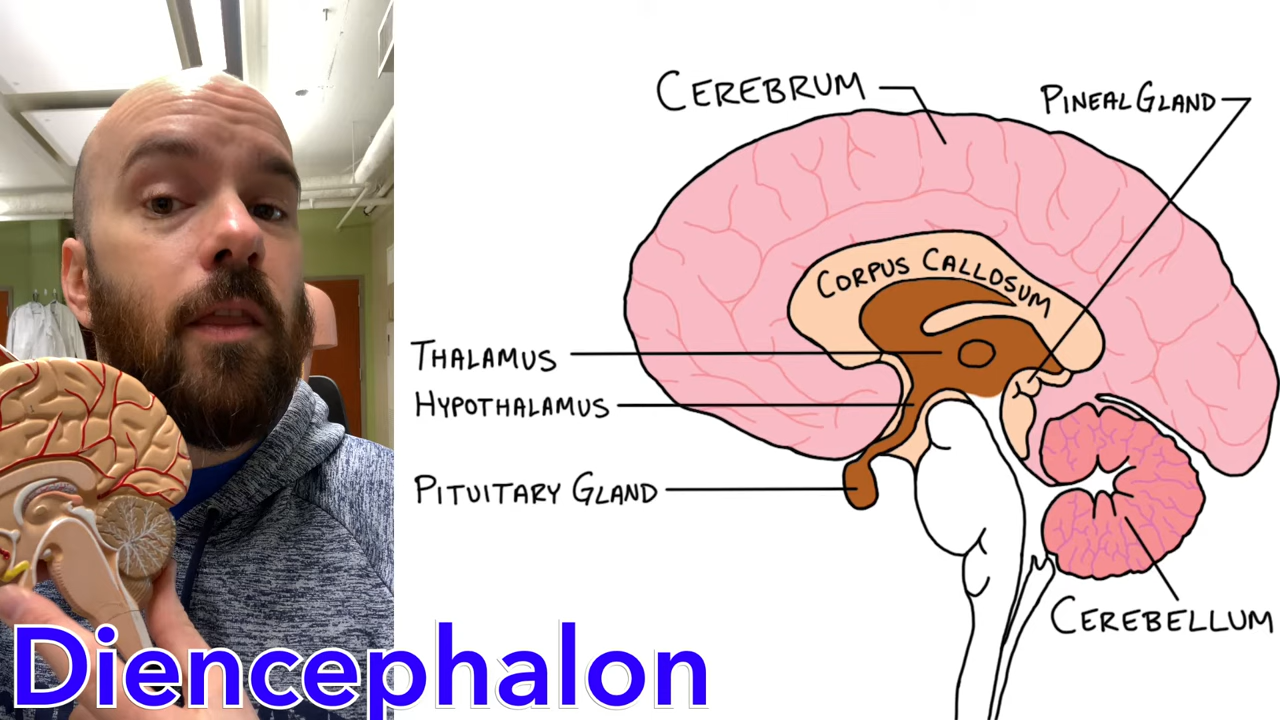 CEREBRUM
PINEAL GLAND
CORPUS CALLOSUM
THALAMUS
HYPOTHALAMUS
PITUITARY GLAND
CEREBELLUM
Diencephalon